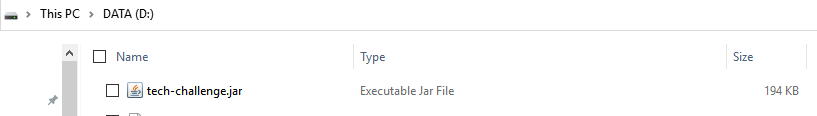 This PC > DATA (D:)
Name Type Size
tech-challenge.jar Executable Jar File 194 KB